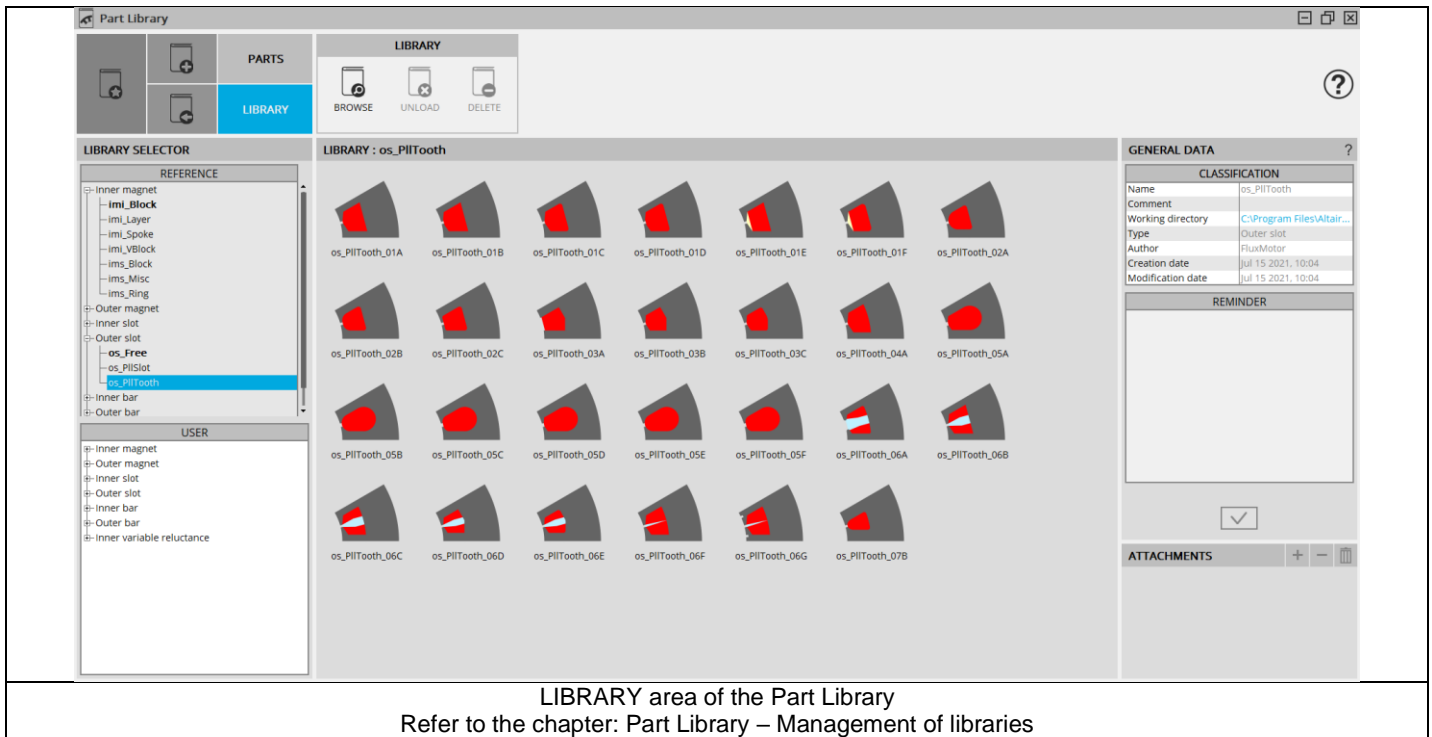 Part Library
PARTS
LIBRARY
LIBRARY
BROWSE UNLOAD DELETE
?
LIBRARY SELECTOR
REFERENCE
Inner magnet
imi_Block
imi_Layer
imi_Spoke
imi_VBlock
ims_Block
ims_Misc
ims_Ring
Outer magnet
Inner slot
Outer slot
os_Free
os_PllSlot
os_PllTooth
Inner bar
Outer bar
USER
Inner magnet
Outer magnet
Inner slot
Outer slot
Inner bar
Outer bar
Inner variable reluctance
LIBRARY : os_PllTooth
os_PllTooth_01A os_PllTooth_01B os_PllTooth_01C os_PllTooth_01D os_PllTooth_01E os_PllTooth_01F os_PllTooth_02A
os_PllTooth_02B os_PllTooth_02C os_PllTooth_03A os_PllTooth_03B os_PllTooth_03C os_PllTooth_04A os_PllTooth_05A
os_PllTooth_05B os_PllTooth_05C os_PllTooth_05D os_PllTooth_05E os_PllTooth_05F os_PllTooth_06A os_PllTooth_06B
os_PllTooth_06C os_PllTooth_06D os_PllTooth_06E os_PllTooth_06F os_PllTooth_06G os_PllTooth_07B
GENERAL DATA ?
CLASSIFICATION
Name os_PllTooth
Comment
Working directory C:\Program Files\Altair...
Type Outer slot
Author FluxMotor
Creation date Jul 15 2021, 10:04
Modification date Jul 15 2021, 10:04
REMINDER
ATTACHMENTS
LIBRARY area of the Part Library
Refer to the chapter: Part Library – Management of libraries